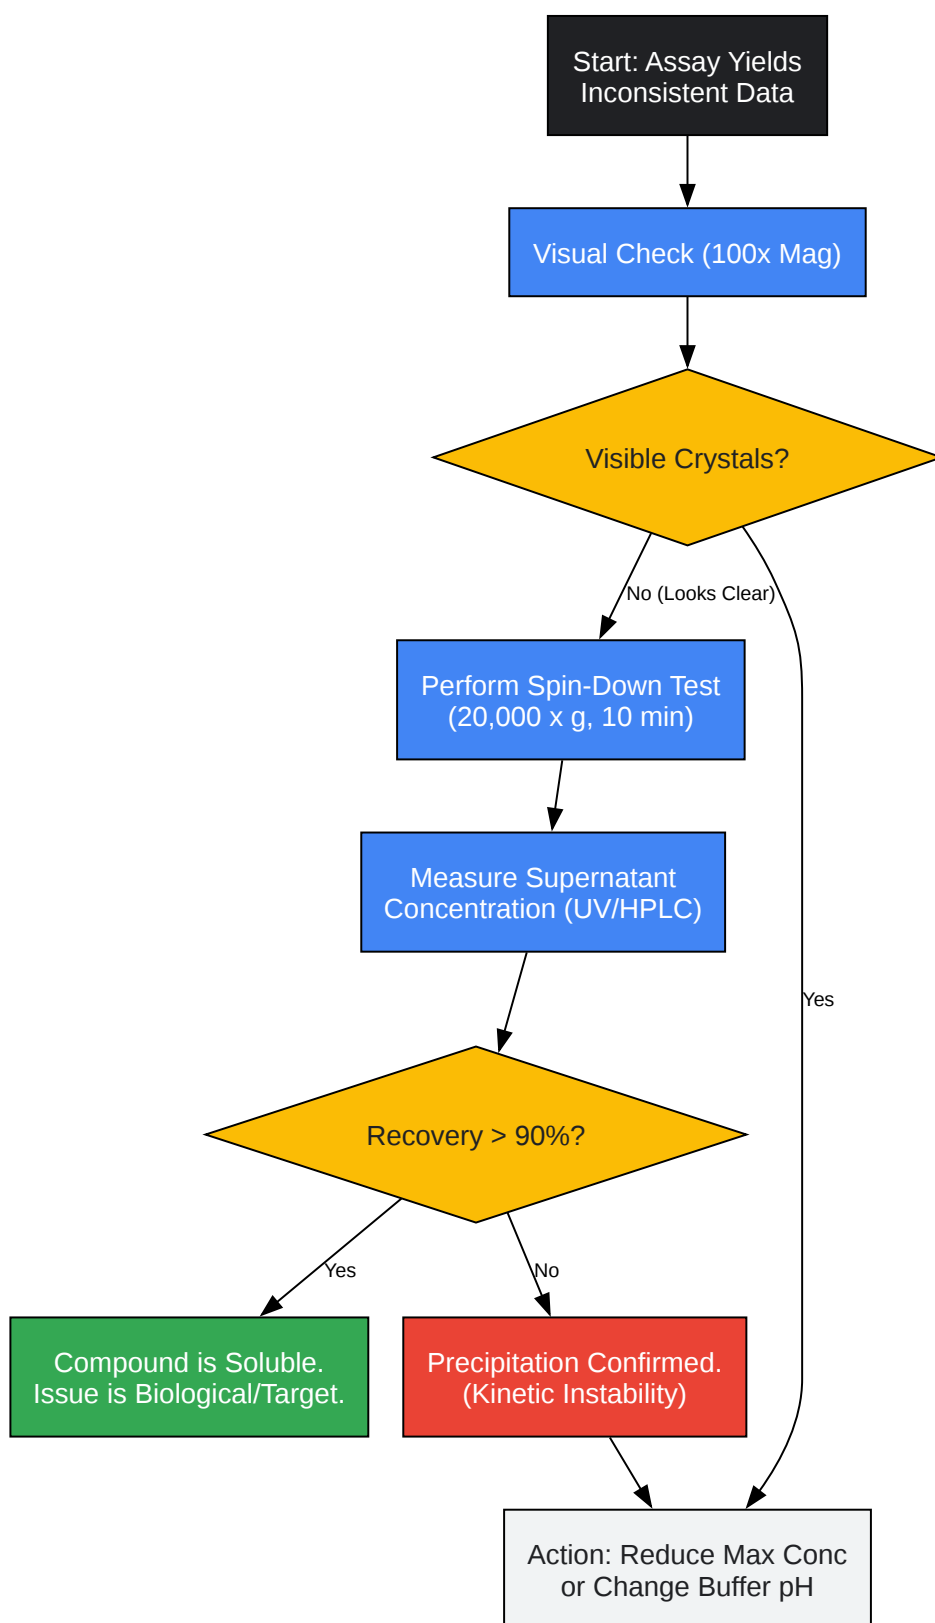 Start: Assay Yields
Inconsistent Data
Visual Check (100x Mag)
Visible Crystals?
No (Looks Clear)
Perform Spin-Down Test
(20,000 x g, 10 min)
Measure Supernatant
Concentration (UV/HPLC)
Yes
Recovery > 90%?
Yes
No
Compound is Soluble.
Issue is Biological/Target.
Precipitation Confirmed.
(Kinetic Instability)
Action: Reduce Max Conc
or Change Buffer pH